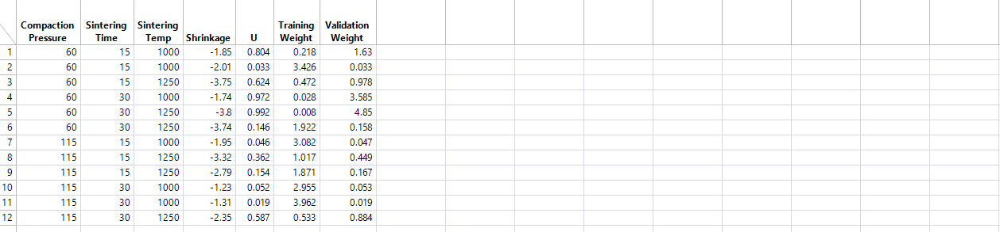 Compaction Sintering Sintering Training Validation
Pressure Time Temp Shrinkage U Weight Weight
1 60 15 1000 -1.85 0.804 0.218 1.63
2 60 15 1000 -2.01 0.033 3.426 0.033
3 60 15 1250 -3.75 0.624 0.472 0.978
4 60 30 1000 -1.74 0.972 0.028 3.585
5 60 30 1250 -3.8 0.992 0.008 4.85
6 60 30 1250 -3.74 0.146 1.922 0.158
7 115 15 1000 -1.95 0.046 3.082 0.047
8 115 15 1250 -3.32 0.362 1.017 0.449
9 115 15 1250 -2.79 0.154 1.871 0.167
10 115 30 1000 -1.23 0.052 2.955 0.053
11 115 30 1000 -1.31 0.019 3.962 0.019
12 115 30 1250 -2.35 0.587 0.533 0.884